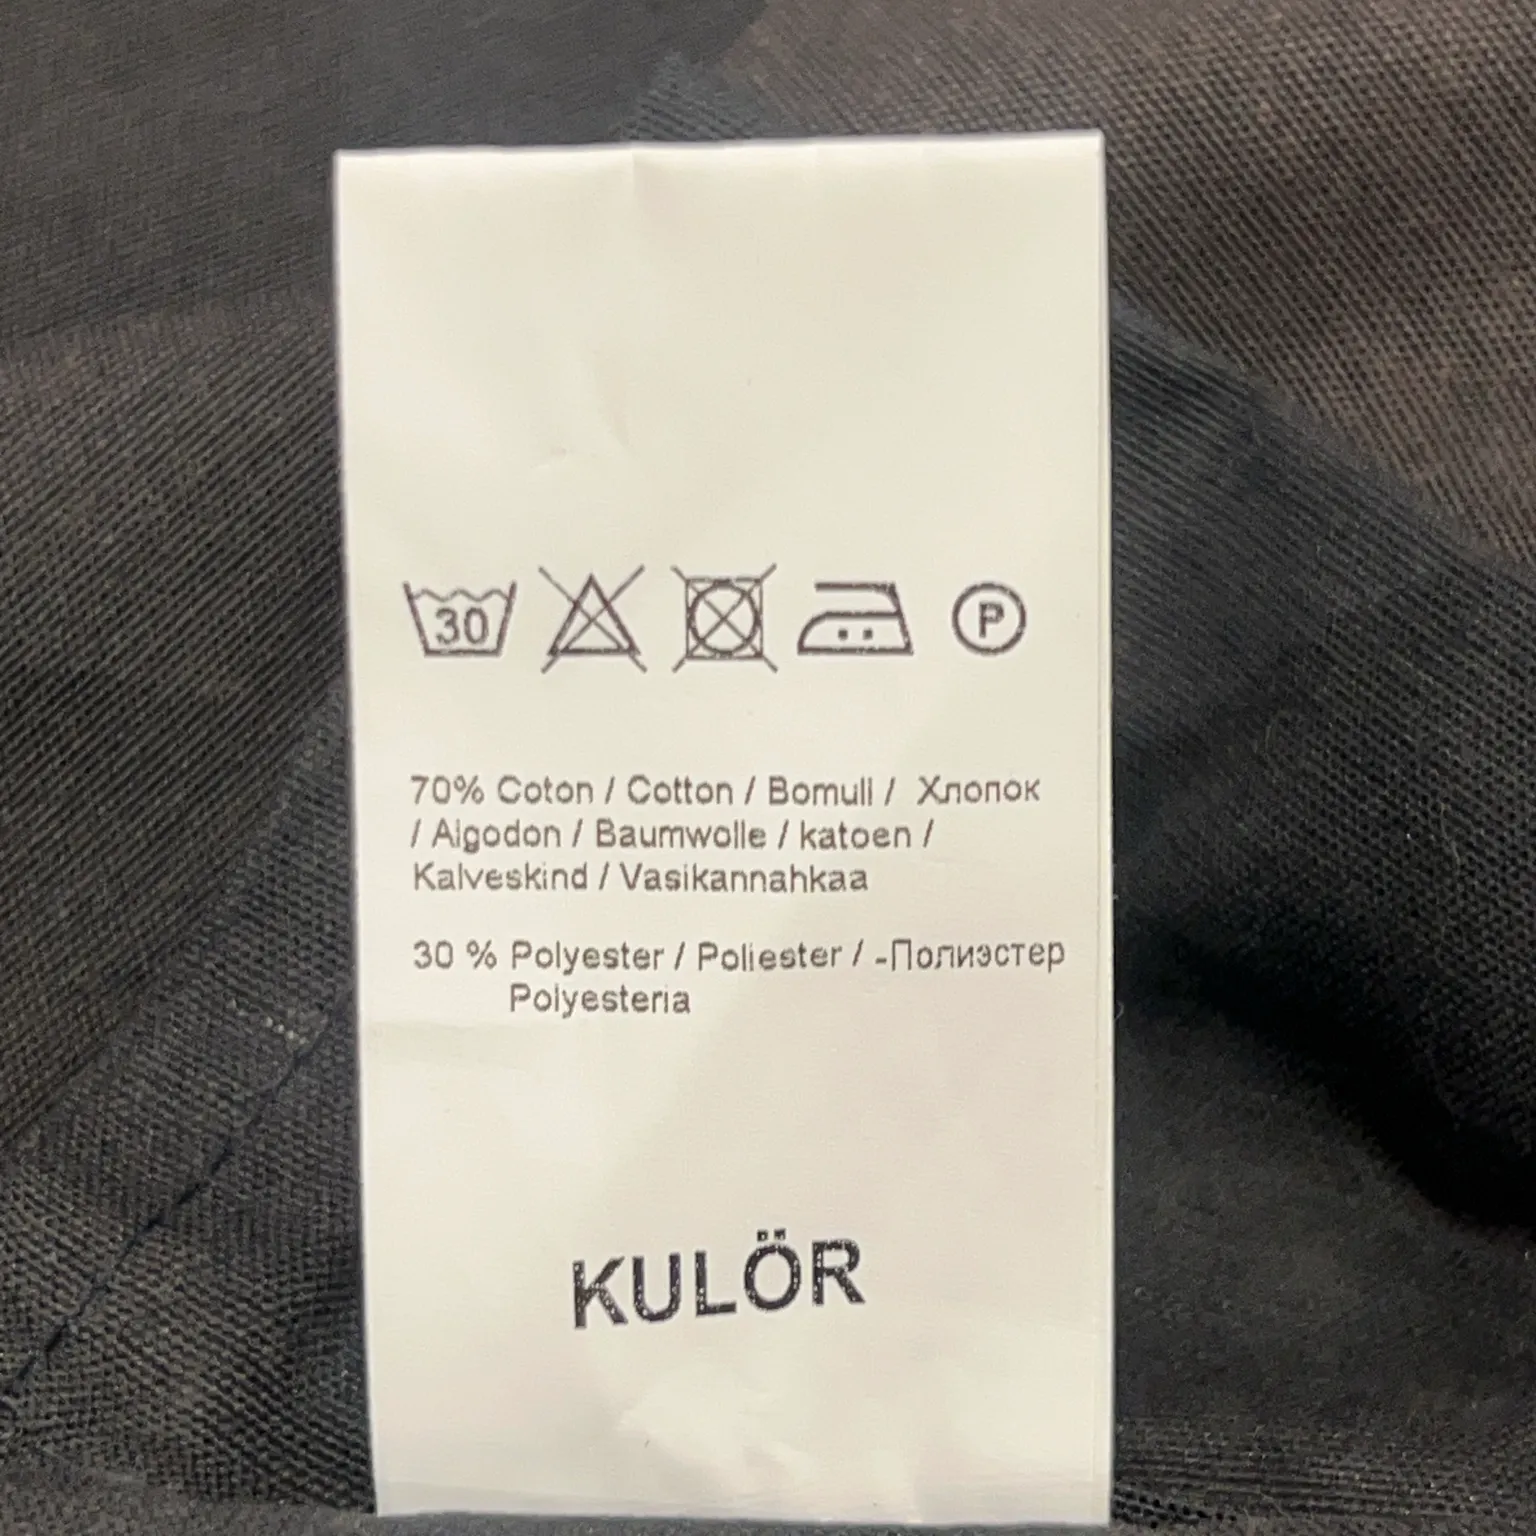 30 P
70% Coton / Cotton / Bomull / Хлопок
/ Algodon / Baumwolle / katoen /
Kalveskind / Vasikannahkaa
30 % Polyester / Poliester / -Полиэстер
Polyesteria
KULÖR